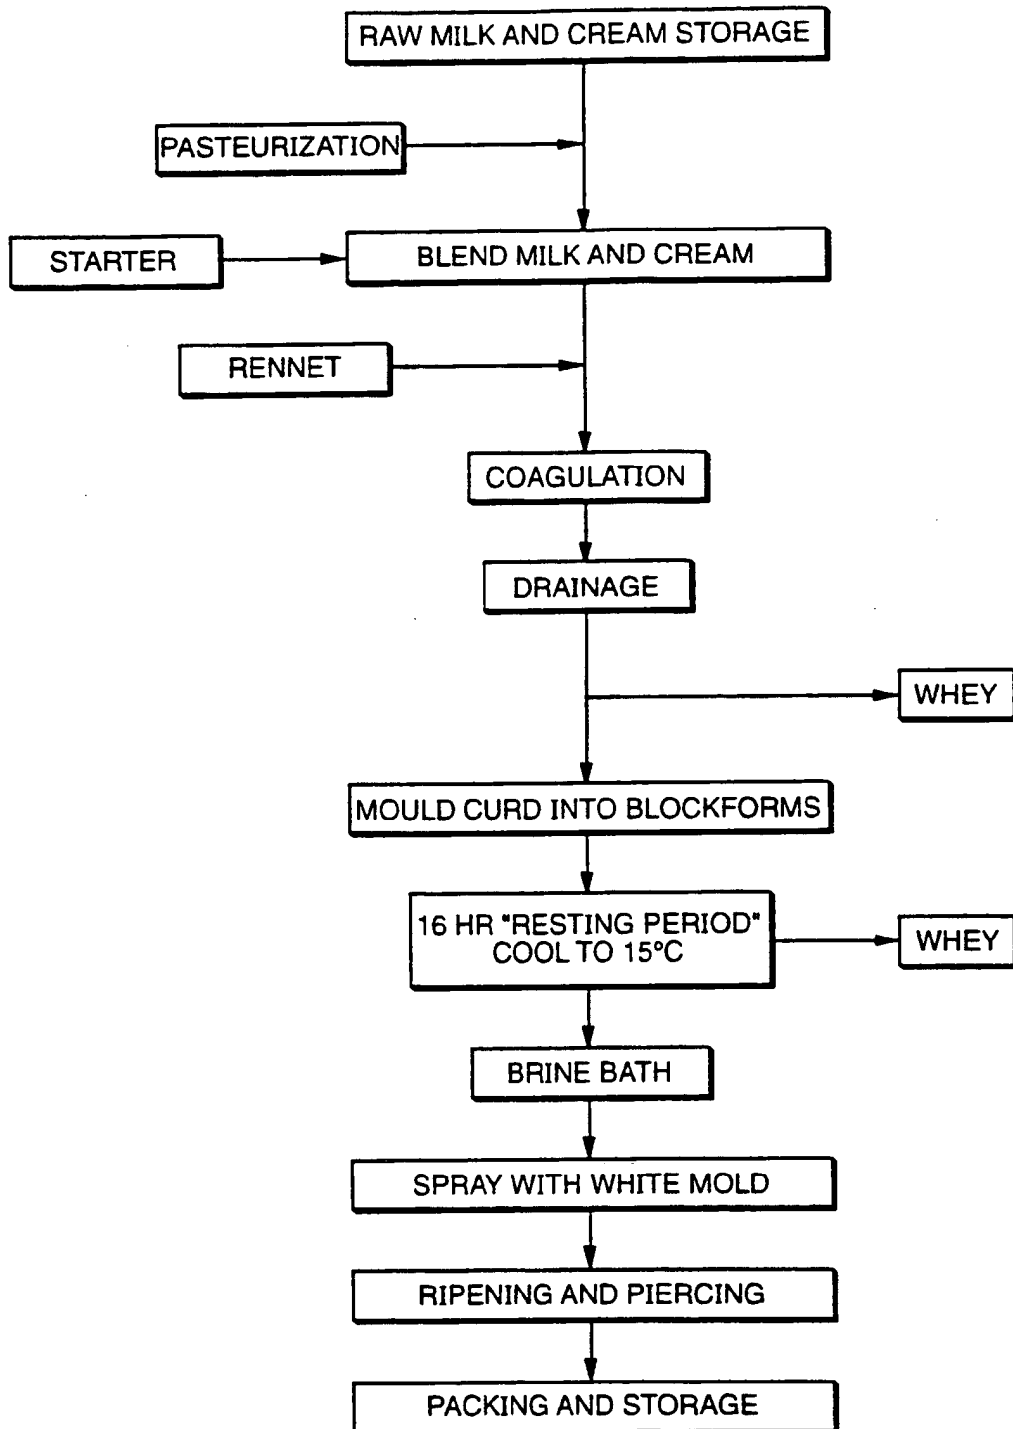 RAW MILK AND CREAM STORAGE
PASTEURIZATION
STARTER
BLEND MILK AND CREAM
RENNET
COAGULATION
DRAINAGE
WHEY
MOULD CURD INTO BLOCKFORMS
16 HR "RESTING PERIOD"
COOL TO 15°C
WHEY
BRINE BATH
SPRAY WITH WHITE MOLD
RIPENING AND PIERCING
PACKING AND STORAGE